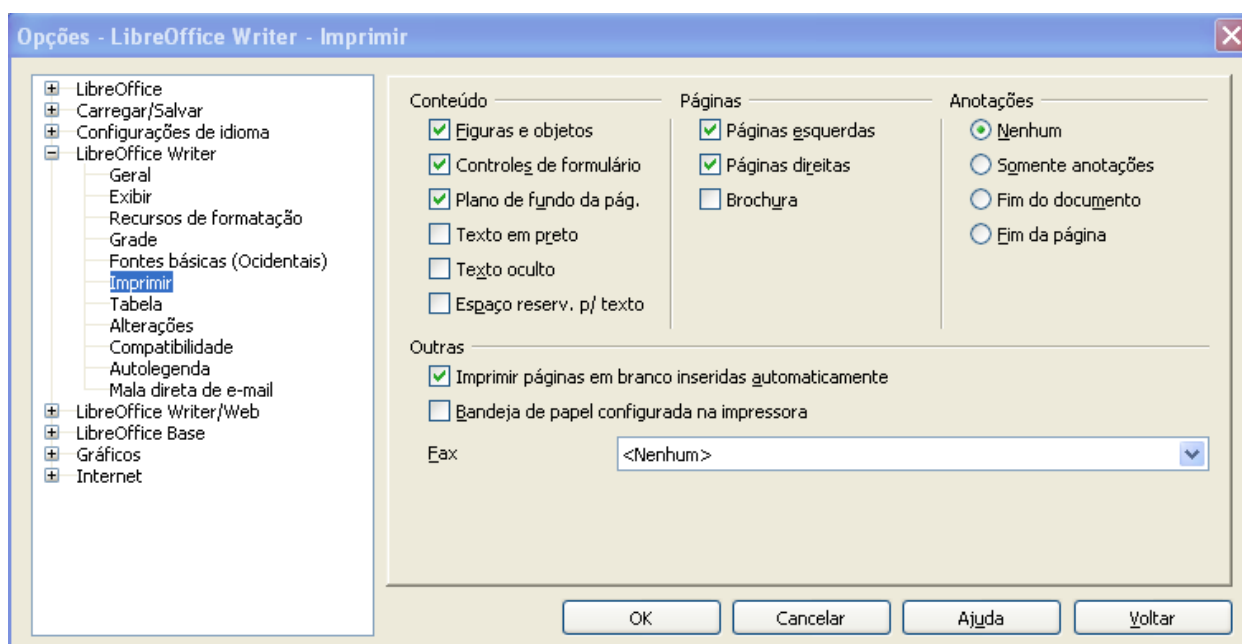 Opções - LibreOffice Writer - Imprimir
LibreOffice
Carregar/Salvar
Configurações de idioma
LibreOffice Writer
Geral
Exibir
Recursos de formatação
Grade
Fontes básicas (Ocidentais)
Imprimir
Tabela
Alterações
Compatibilidade
Autolegenda
Mala direta de e-mail
LibreOffice Writer/Web
LibreOffice Base
Gráficos
Internet
Conteúdo
Figuras e objetos
Controles de formulário
Plano de fundo da pág.
Texto em preto
Texto oculto
Espaço reserv. p/ texto
Páginas
Páginas esquerdas
Páginas direitas
Brochura
Anotações
Nenhum
Somente anotações
Fim do documento
Fim da página
Outras
Imprimir páginas em branco inseridas automaticamente
Bandeja de papel configurada na impressora
Fax <Nenhum>
OK Cancelar Ajuda Voltar